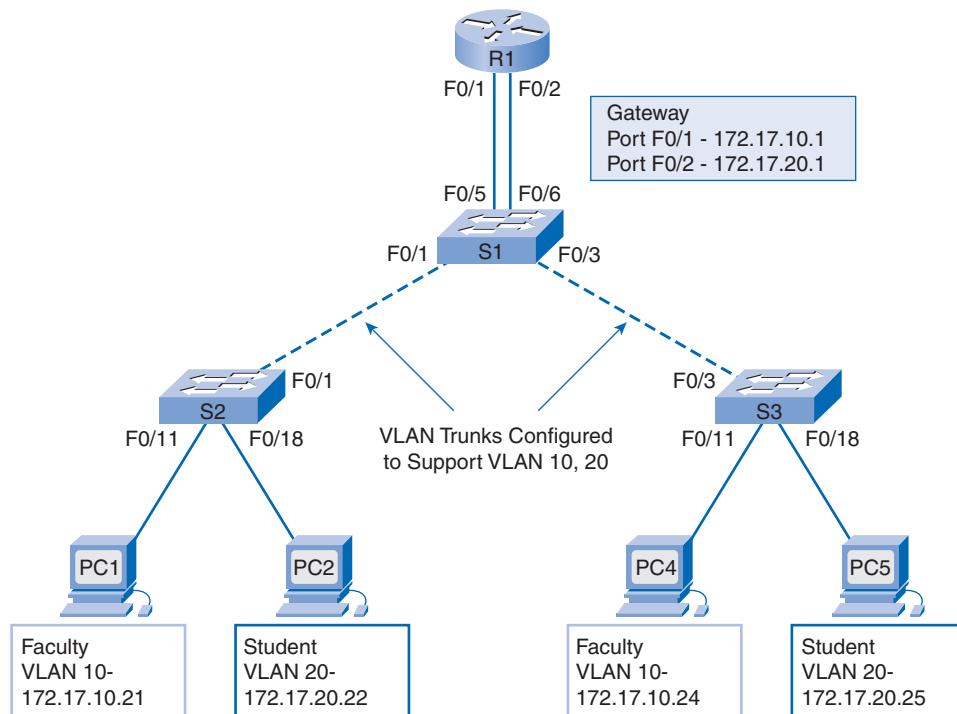 R1
F0/1
F0/2
Gateway
Port F0/1 - 172.17.10.1
Port F0/2 - 172.17.20.1
F0/5
F0/6
F0/1
S1
F0/3
F0/1
S2
F0/11
F0/18
VLAN Trunks Configured
to Support VLAN 10, 20
F0/3
S3
F0/11
F0/18
PC1
PC2
PC4
PC5
Faculty
VLAN 10-
172.17.10.21
Student
VLAN 20-
172.17.20.22
Faculty
VLAN 10-
172.17.10.24
Student
VLAN 20-
172.17.20.25